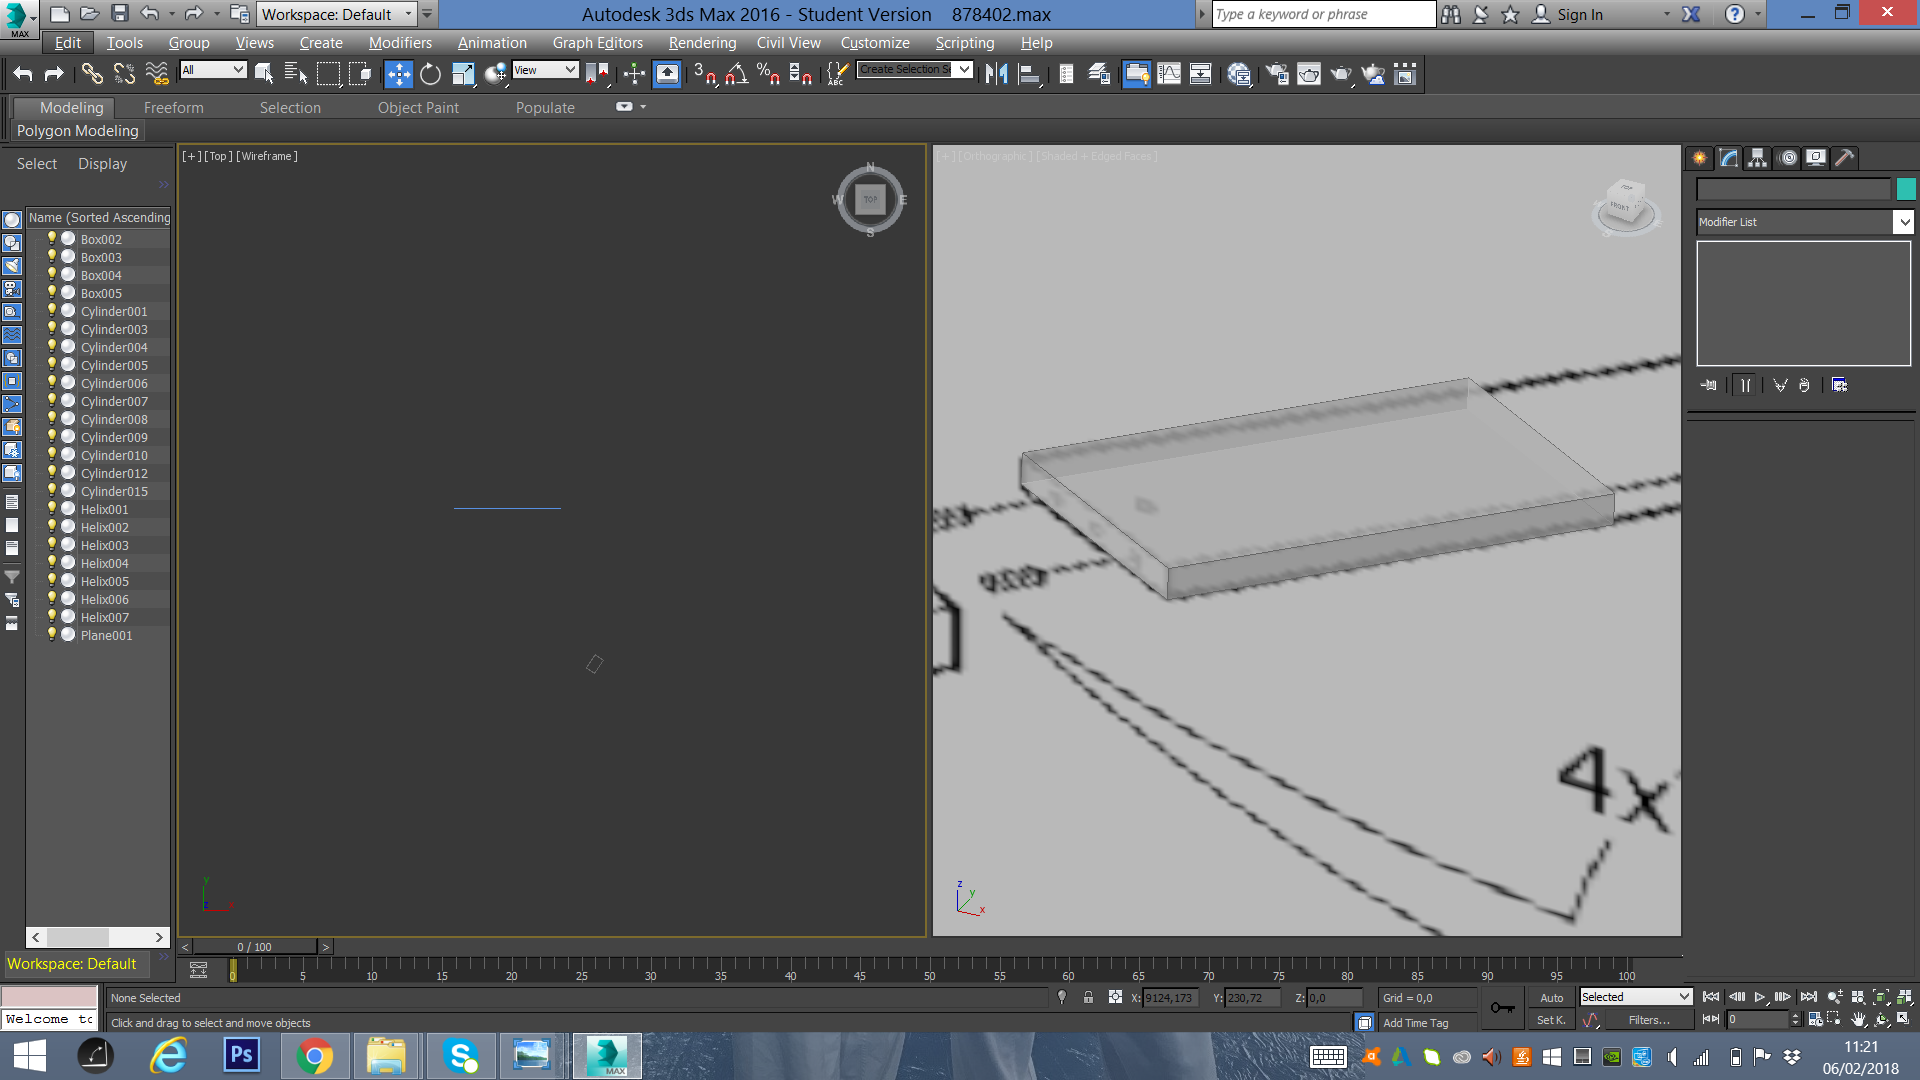 MAX
Workspace: Default
Autodesk 3ds Max 2016 - Student Version 878402.max
Type a keyword or phrase
Sign In
Edit Tools Group Views Create Modifiers Animation Graph Editors Rendering Civil View Customize Scripting Help
All
View
3
ABC
Create Selection Se
Modeling Freeform Selection Object Paint Populate
Polygon Modeling
Select Display
Name (Sorted Ascending
Box002
Box003
Box004
Box005
Cylinder001
Cylinder003
Cylinder004
Cylinder005
Cylinder006
Cylinder007
Cylinder008
Cylinder009
Cylinder010
Cylinder012
Cylinder015
Helix001
Helix002
Helix003
Helix004
Helix005
Helix006
Helix007
Plane001
[+] [Top] [Wireframe]
N
W TOP E
S
y
z x
[+] [Orthographic] [Shaded + Edged Faces]
TOP
FRONT
4x
z
y
x
Modifier List
0 / 100
Workspace: Default
0 5 10 15 20 25 30 35 40 45 50 55 60 65 70 75 80 85 90 95 100
None Selected
X: 9124,173 Y: 230,72 Z: 0,0
Grid = 0,0
Auto
Selected
Welcome to
Click and drag to select and move objects
Add Time Tag
Set K.
Filters...
0
Ps
MAX
11:21
06/02/2018